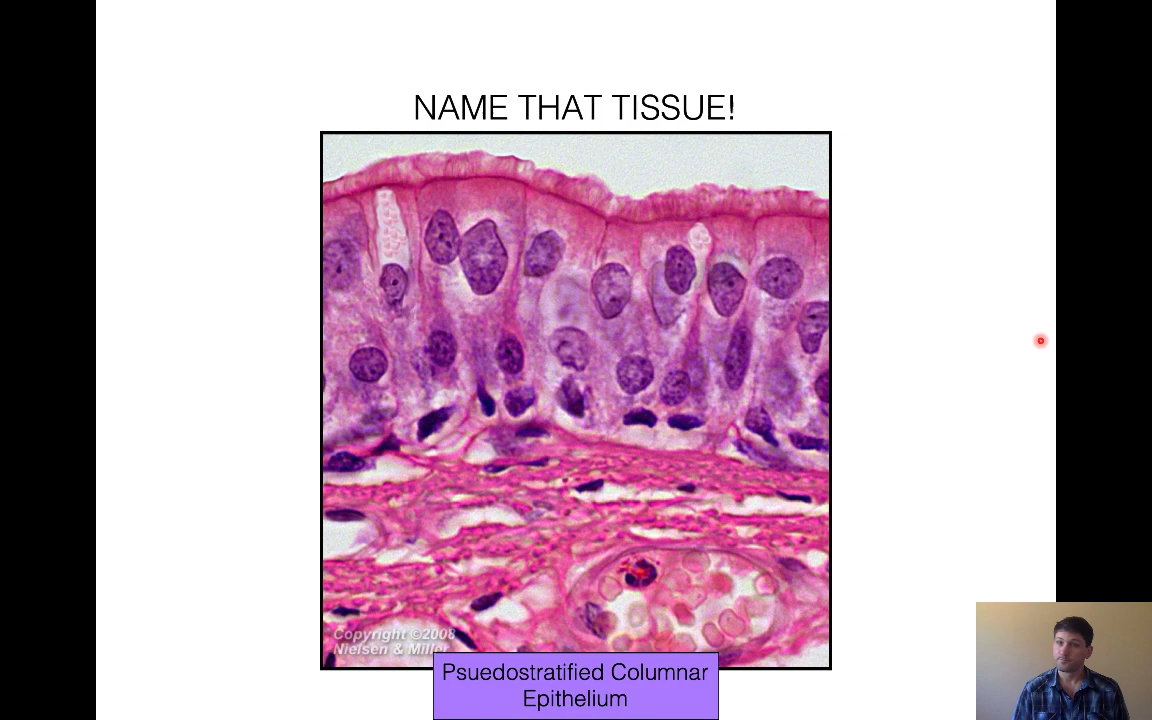 NAME THAT TISSUE!
Copyright ©2008
Nielsen & Miller
Psuedostratified Columnar
Epithelium